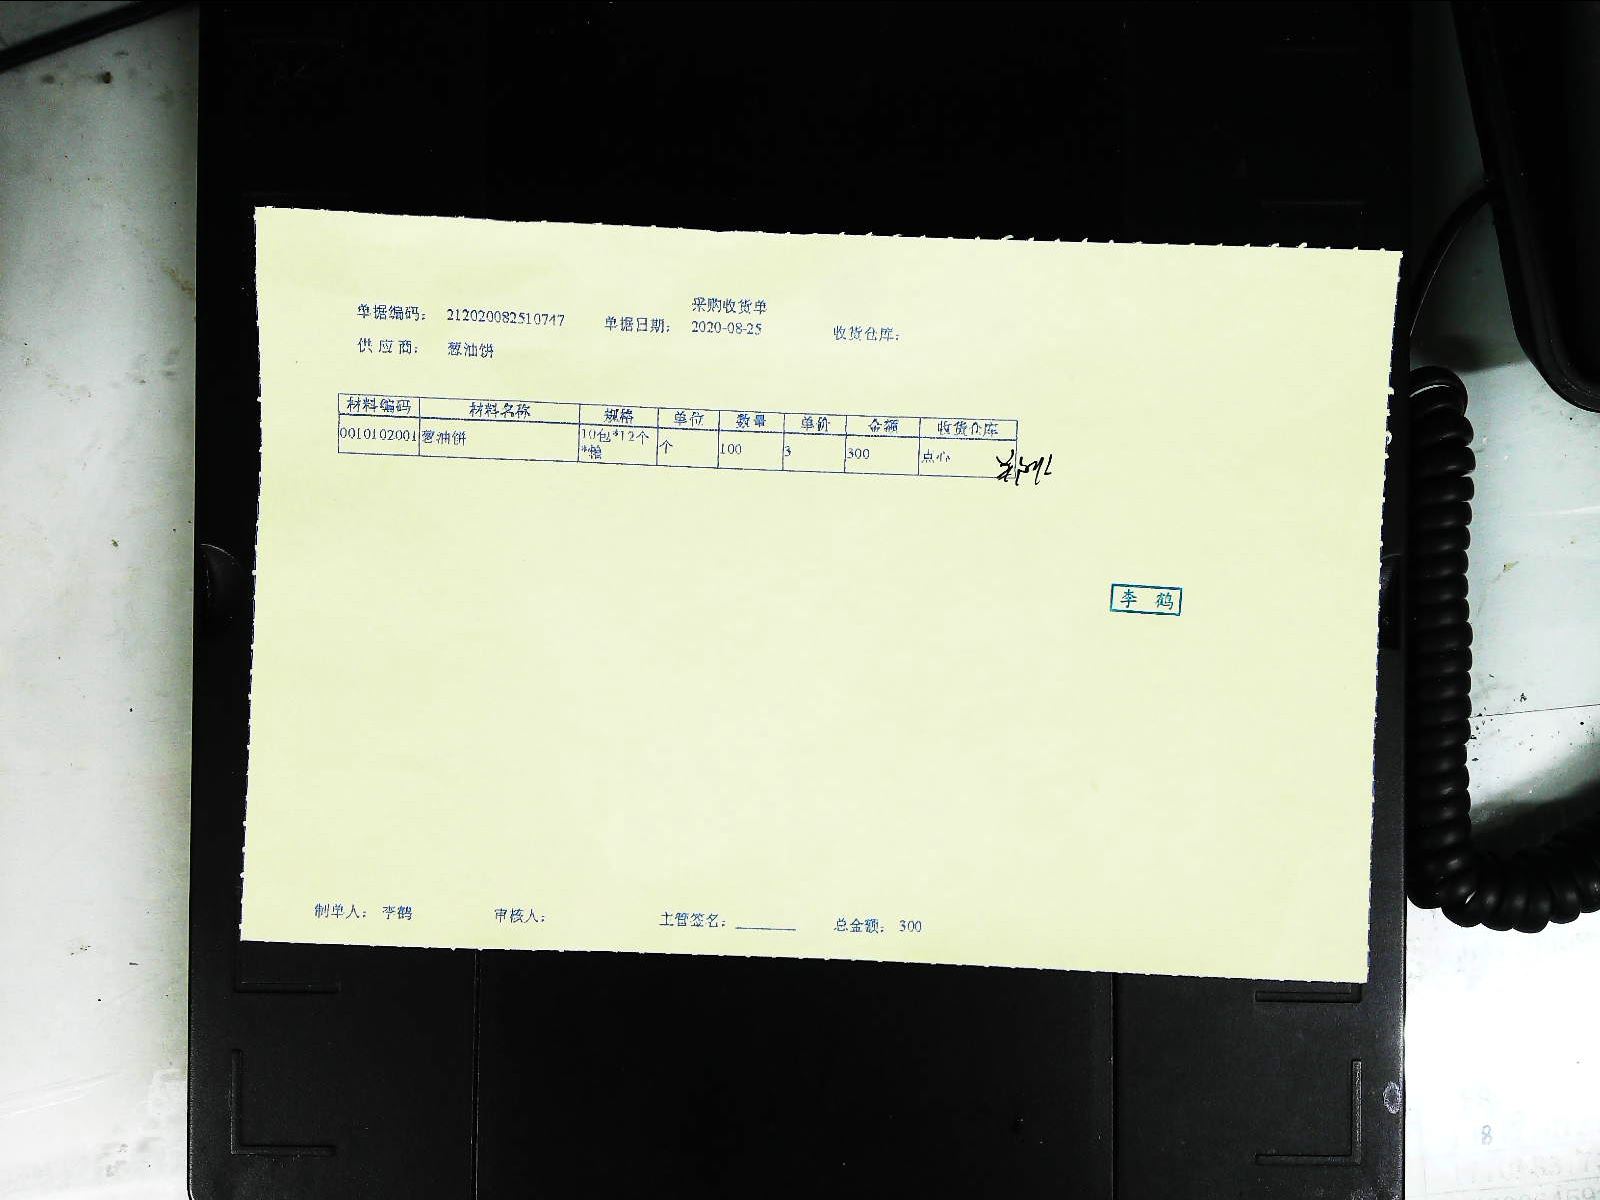 采购收货单
单据编码： 212020082510747 单据日期： 2020-08-25 收货仓库：
供 应 商： 葱油饼
材料编码 材料名称 规格 单位 数量 单价 金额 收货仓库
0010102001 葱油饼 10包*12个*箱 个 100 3 300 点心
李 鹤
制单人： 李鹤 审核人： 主管签名：______ 总金额： 300
8